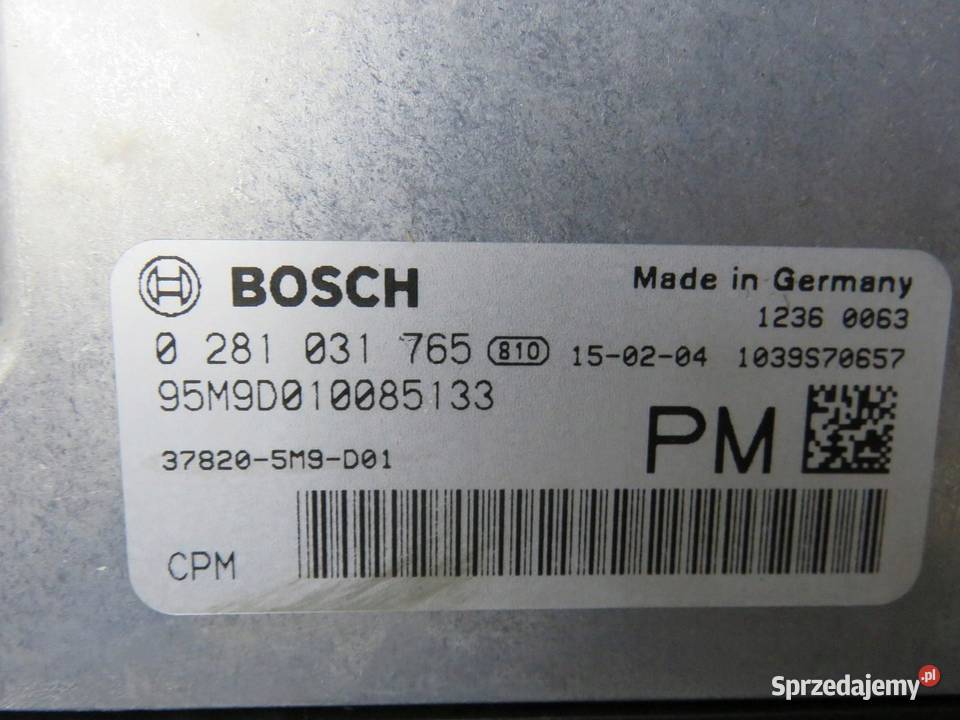 BOSCH
Made in Germany
1236 0063
0 281 031 765 810 15-02-04 1039S70657
95M9D010085133
PM
37820-5M9-D01
CPM
Sprzedajemy.pl